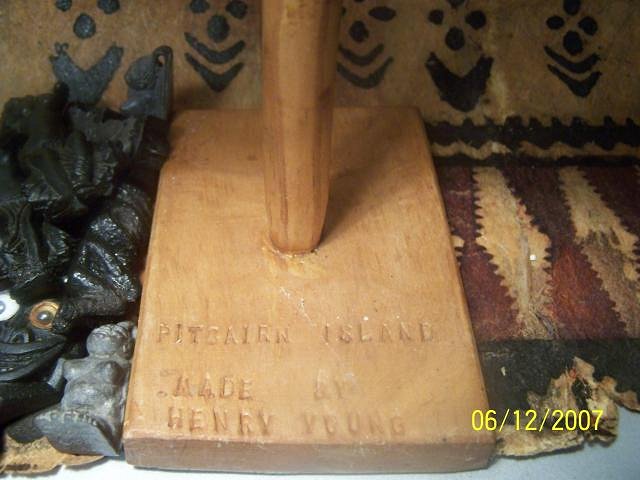 PITCAIRN ISLAND
MADE BY
HENRY YOUNG
06/12/2007